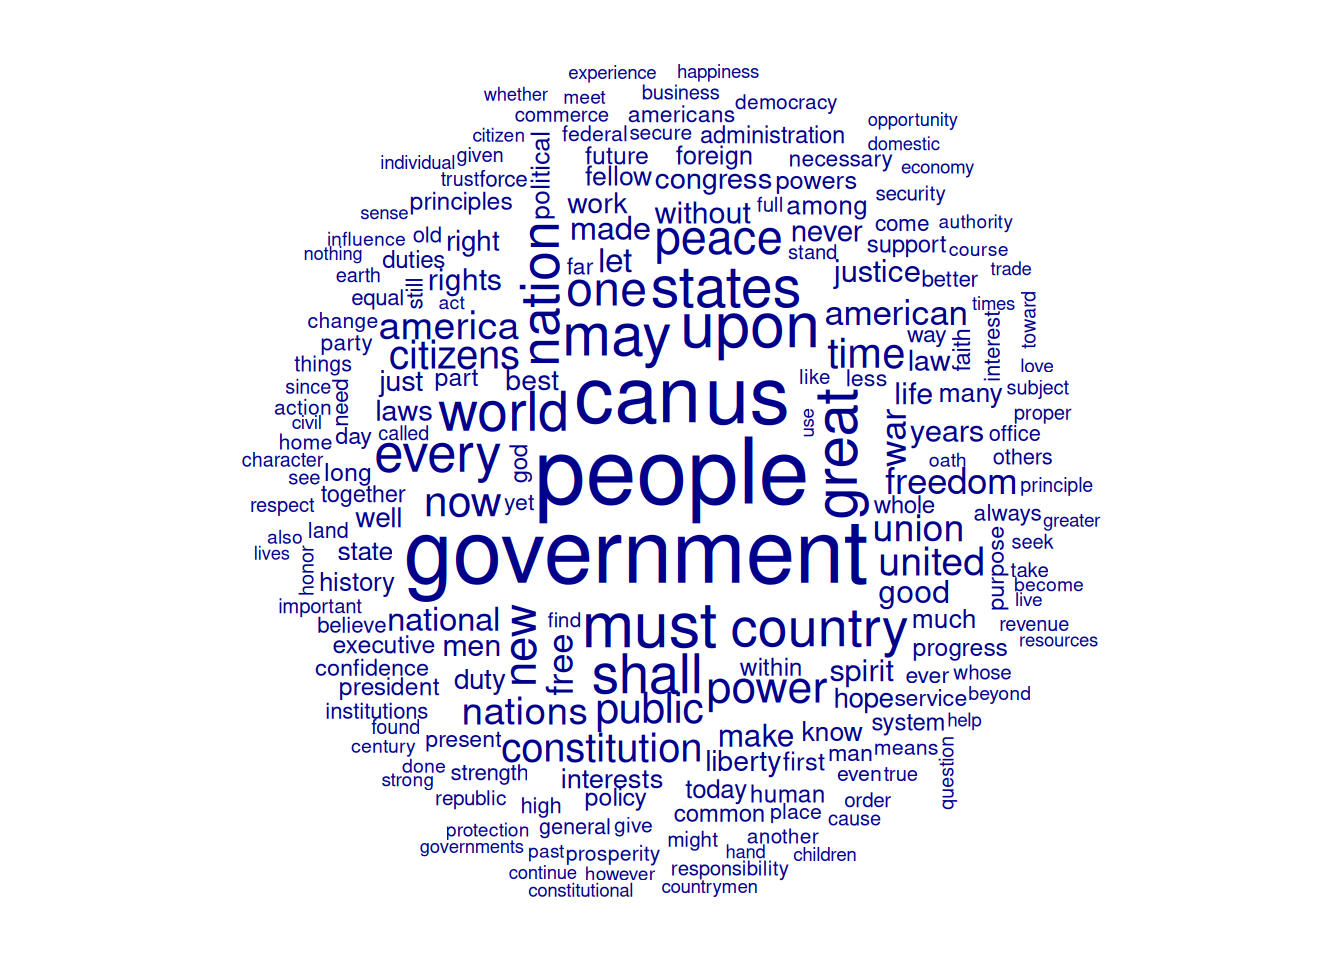 experience happiness
whether meet business democracy
commerce americans opportunity
citizen federal secure administration domestic
individual given political future foreign necessary economy
trust force fellow congress powers security
sense principles work without full among authority
influence old right made peace never come support course
nothing duties nation far let stand
earth still rights one states justice better trade
equal act times
change america may upon american toward
party citizens time way law faith interest
things just part best like less love
since need canus life many subject
action laws world use great war proper
civil day called years office
home every god oath others
character see long people freedom principle
respect together now yet whole always greater
also land well union
lives honor state government united purpose seek
history good take become
important live
believe national new find must country much revenue
executive men free progress resources
confidence shall within spirit ever whose
president duty power hope service beyond
institutions nations public system help
found constitution make know
century present liberty first man means
done strength interests even true question
strong today human
republic high policy common place order
protection general give cause
governments might another
past prosperity hand children
continue however responsibility
constitutional countrymen